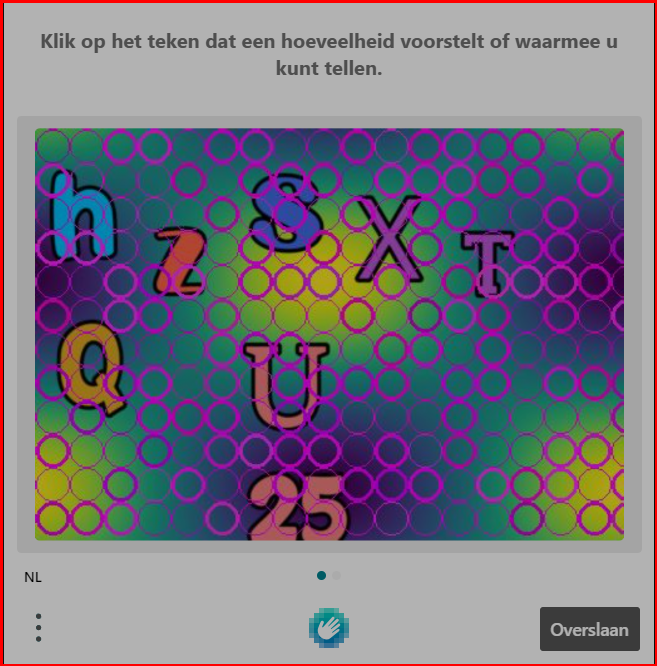 Klik op het teken dat een hoeveelheid voorstelt of waarmee u
kunt tellen.
h Z S X T
Q U
25
NL
Overslaan